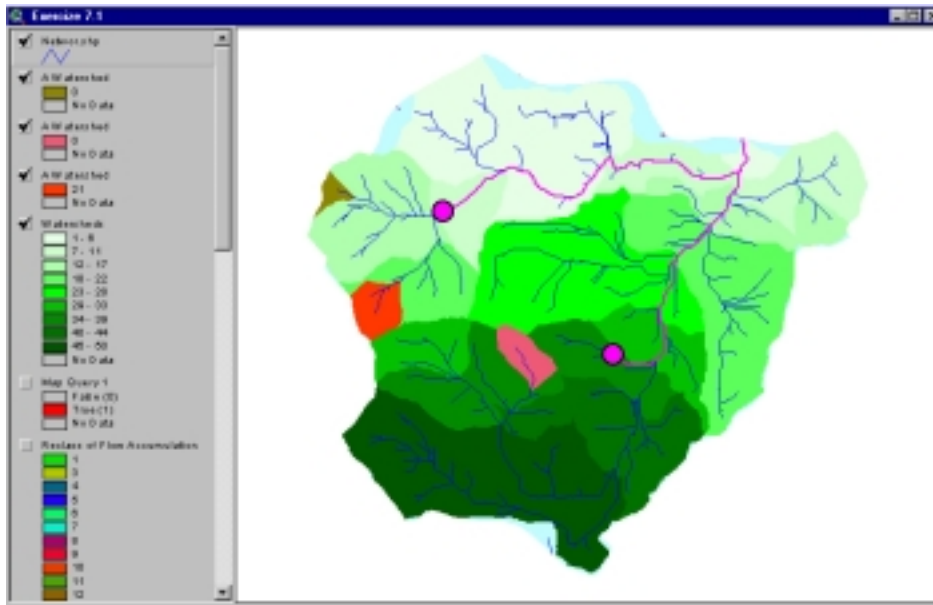 Exercise 7.1
Network.shp
A Watershed
0
No Data
A Watershed
0
No Data
A Watershed
21
No Data
Watersheds
1 - 6
7 - 11
12 - 17
18 - 22
23 - 28
29 - 33
34 - 39
40 - 44
45 - 50
No Data
Map Query 1
False (0)
True (1)
No Data
Reclass of Flow Accumulation
1
3
4
5
6
7
8
9
10
11
12